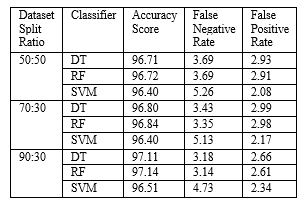 Dataset Split Ratio Classifier Accuracy Score False Negative Rate False Positive Rate
50:50 DT 96.71 3.69 2.93
RF 96.72 3.69 2.91
SVM 96.40 5.26 2.08
70:30 DT 96.80 3.43 2.99
RF 96.84 3.35 2.98
SVM 96.40 5.13 2.17
90:30 DT 97.11 3.18 2.66
RF 97.14 3.14 2.61
SVM 96.51 4.73 2.34